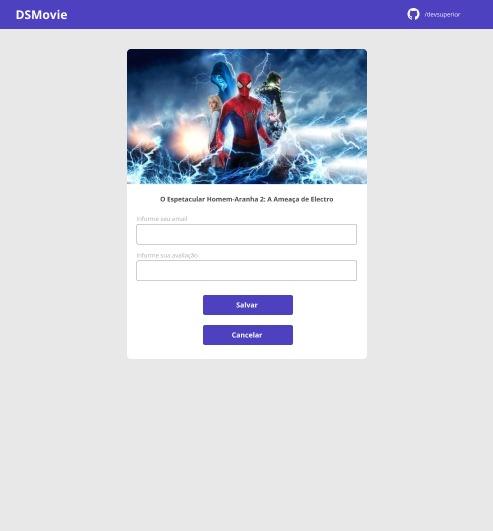 DSMovie
/devsuperior
O Espetacular Homem-Aranha 2: A Ameaça de Electro
Informe seu email
Informe sua avaliação
Salvar
Cancelar